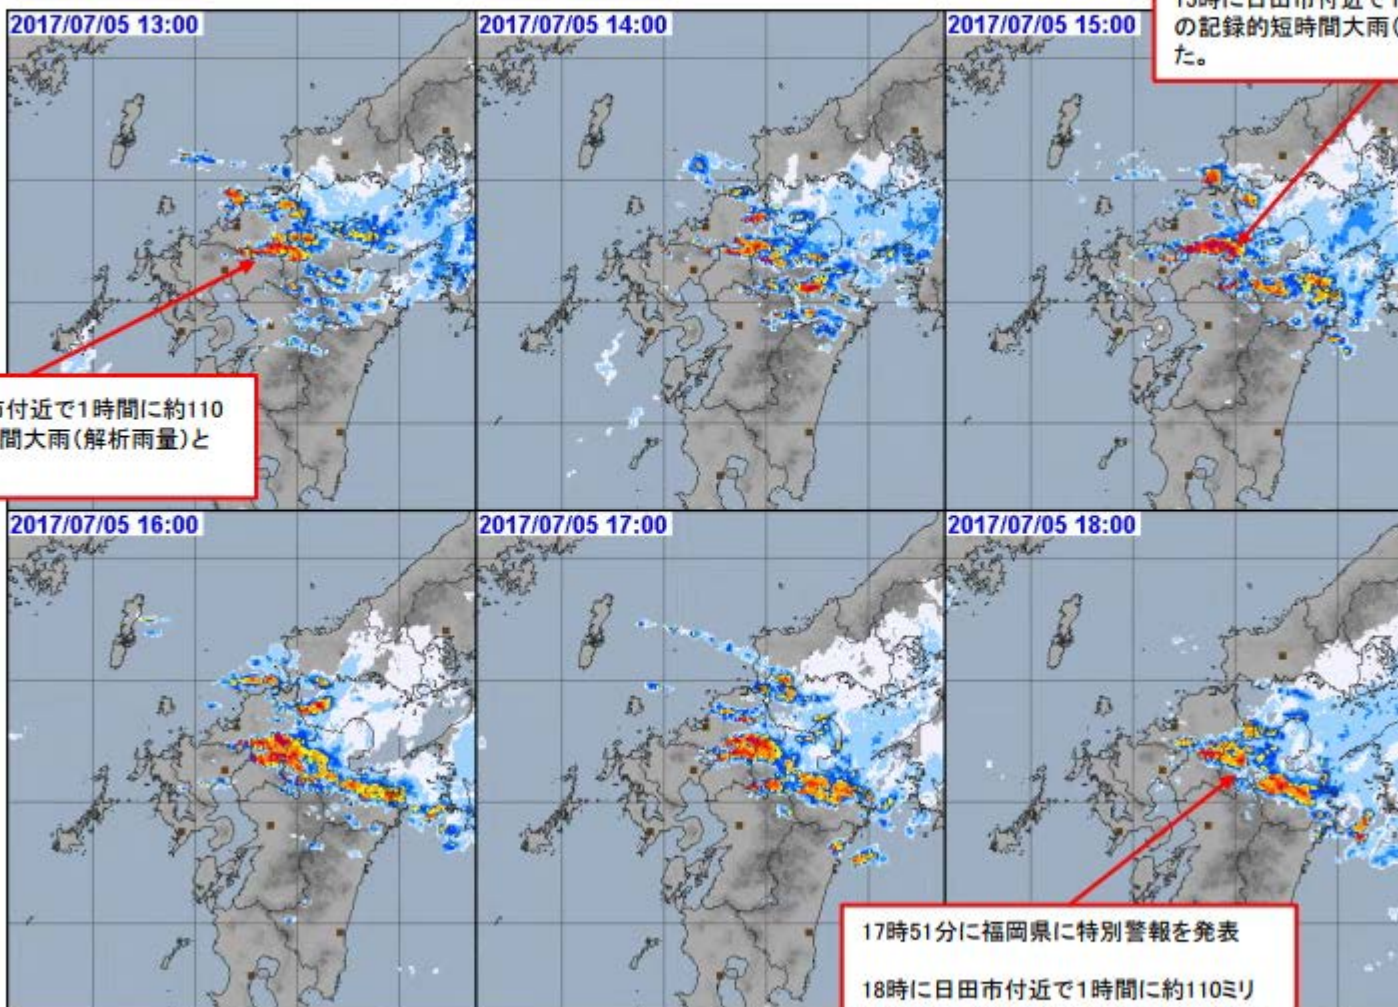 2017/07/05 13:00
2017/07/05 14:00
2017/07/05 15:00
の記録的短時間大雨(
た。
市付近で1時間に約110
間大雨(解析雨量)と
2017/07/05 16:00
2017/07/05 17:00
2017/07/05 18:00
17時51分に福岡県に特別警報を発表
18時に日田市付近で1時間に約110ミリ